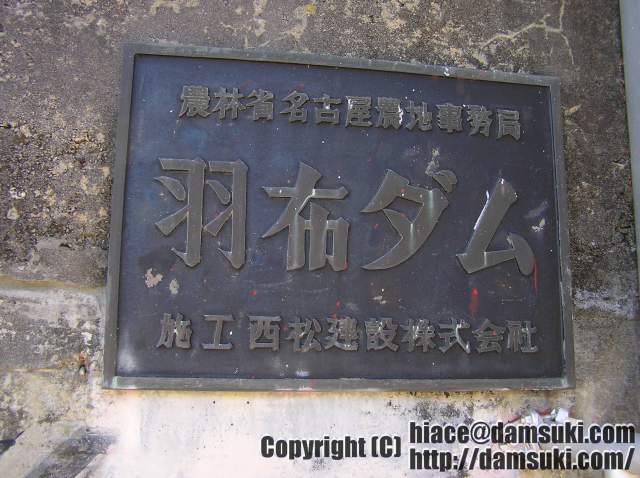 農林省名古屋農地事務局
羽布ダム
施工 西松建設株式会社
Copyright (C) hiace@damsuki.com
http://damsuki.com/